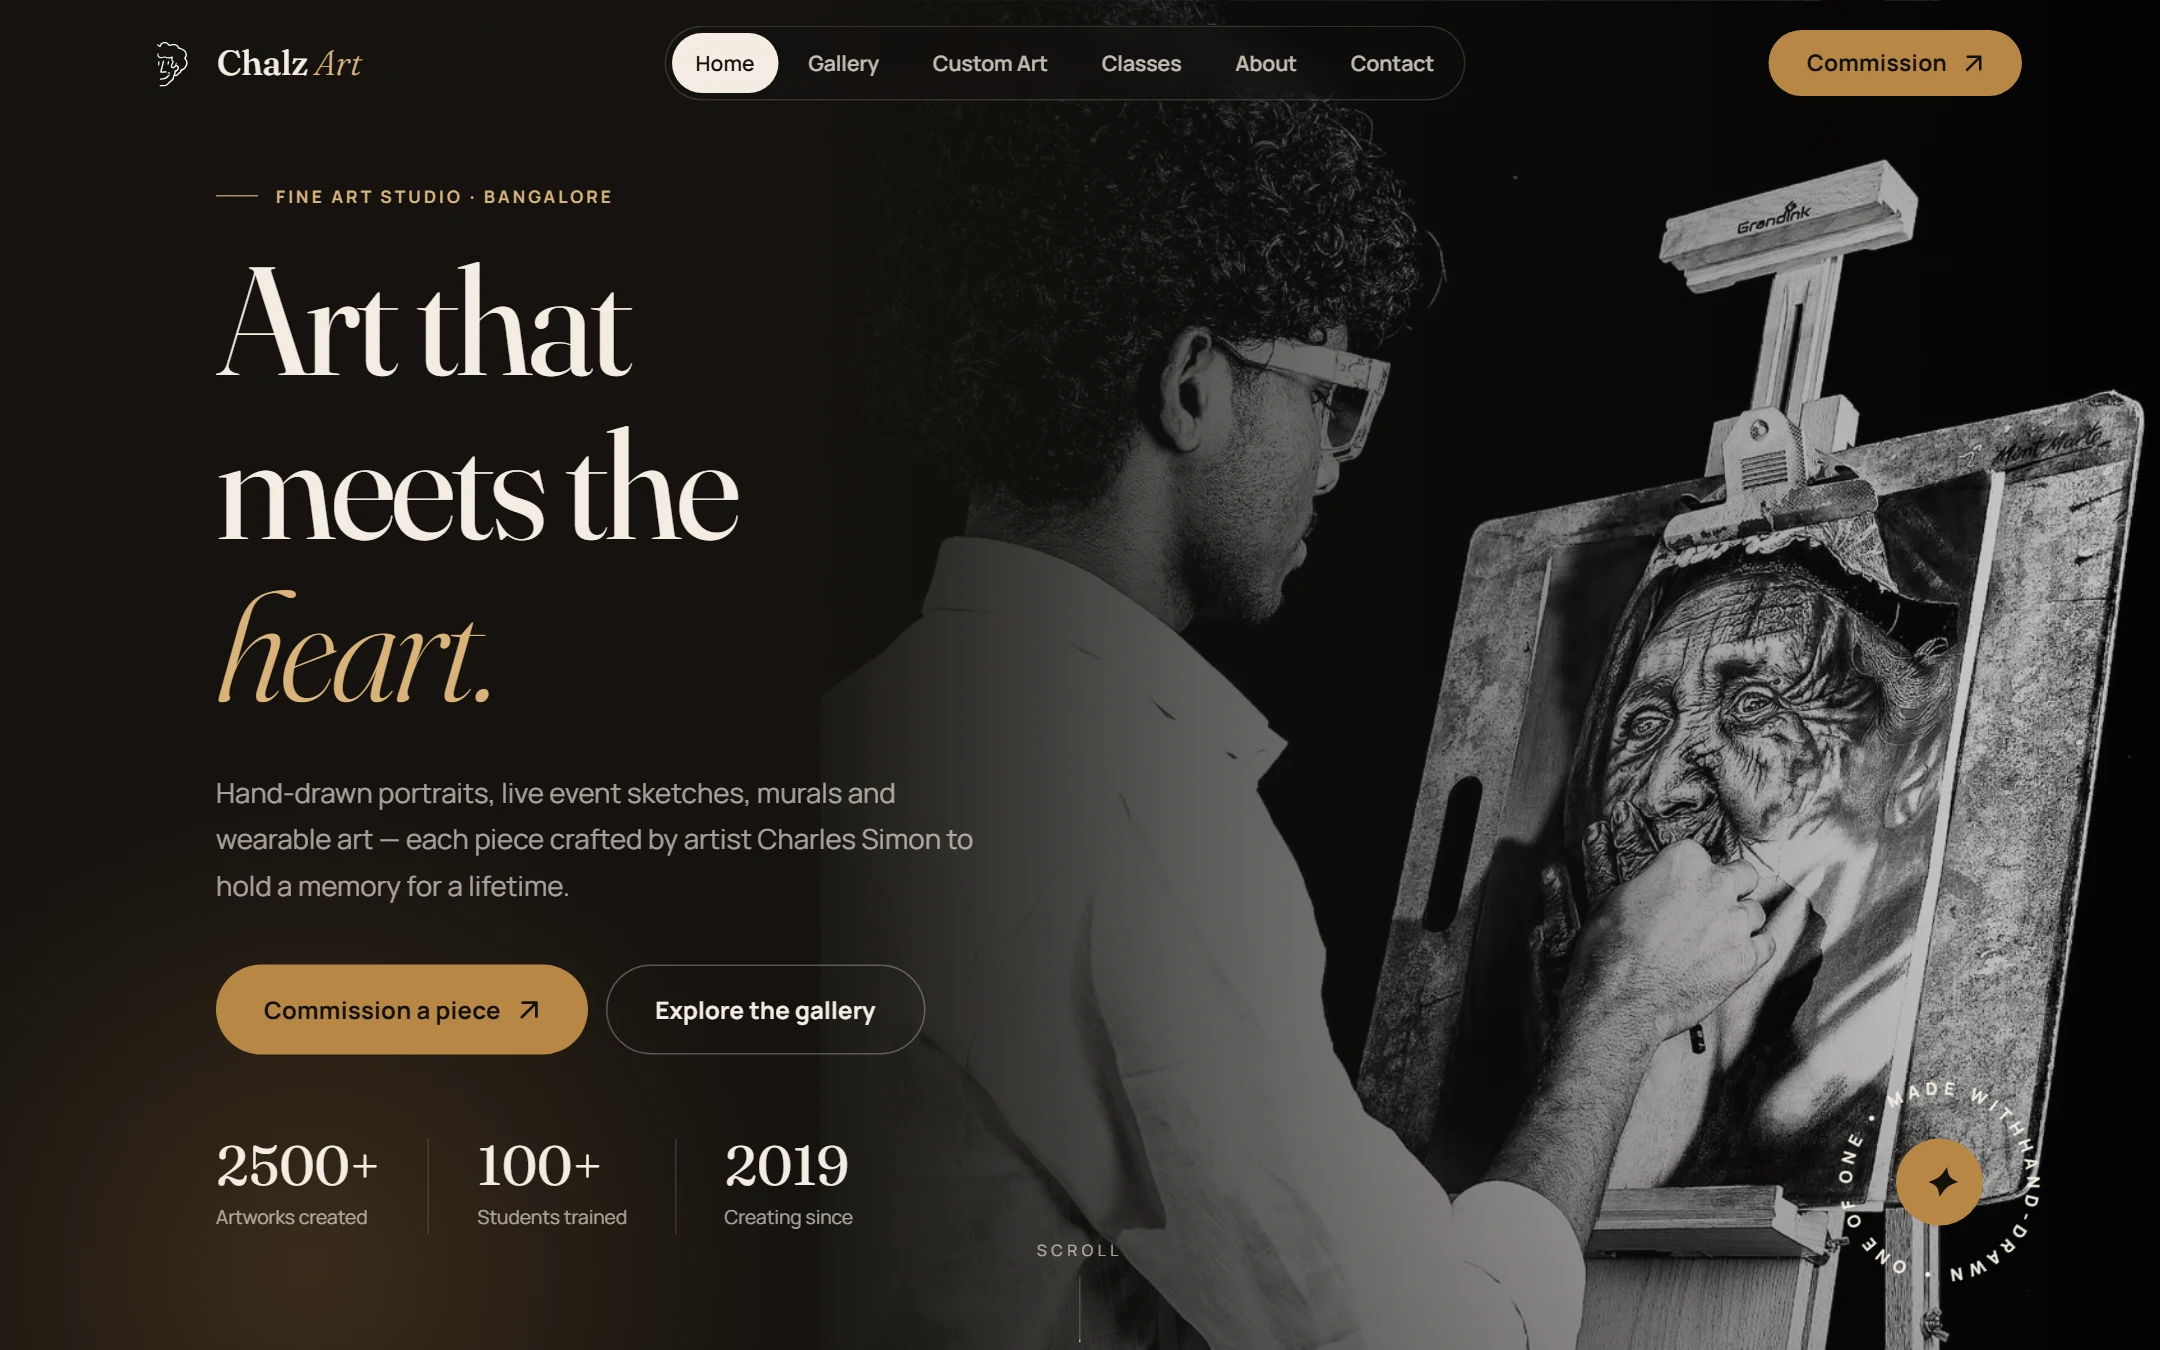 Chalz Art
Home
Gallery
Custom Art
Classes
About
Contact
Commission
FINE ART STUDIO · BANGALORE
Art that
meets the
heart.
Hand-drawn portraits, live event sketches, murals and
wearable art — each piece crafted by artist Charles Simon to
hold a memory for a lifetime.
Commission a piece
Explore the gallery
2500+
Artworks created
100+
Students trained
2019
Creating since
SCROLL
Grandink
Mont Marte
MADE WITH HAND-DRAWN • ONE OF ONE •